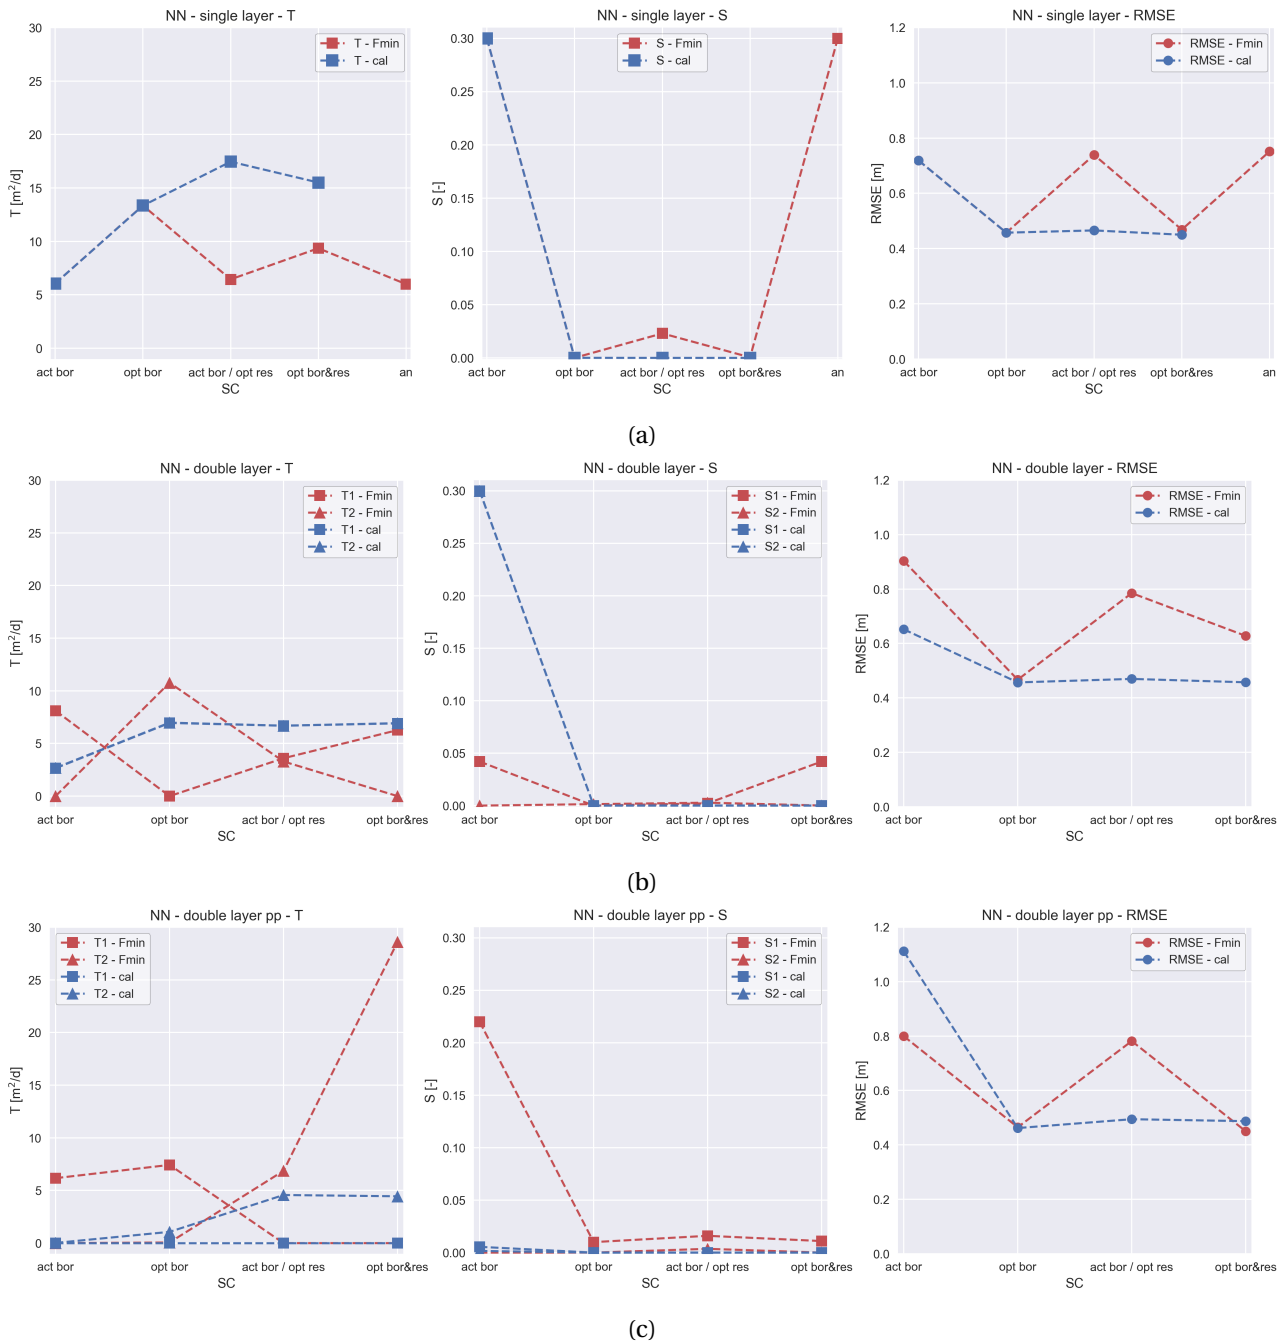 NN - single layer - T
30
25
20
15
10
5
0
T [m²/d]
T - Fmin
T - cal
act bor
opt bor
act bor / opt res
opt bor&res
an
SC
NN - single layer - S
0.30
0.25
0.20
0.15
0.10
0.05
0.00
S [-]
S - Fmin
S - cal
act bor
opt bor
act bor / opt res
opt bor&res
an
SC
NN - single layer - RMSE
1.2
1.0
0.8
0.6
0.4
0.2
0.0
RMSE [m]
RMSE - Fmin
RMSE - cal
act bor
opt bor
act bor / opt res
opt bor&res
an
SC
(a)
NN - double layer - T
30
25
20
15
10
5
0
T [m²/d]
T1 - Fmin
T2 - Fmin
T1 - cal
T2 - cal
act bor
opt bor
act bor / opt res
opt bor&res
SC
NN - double layer - S
0.30
0.25
0.20
0.15
0.10
0.05
0.00
S [-]
S1 - Fmin
S2 - Fmin
S1 - cal
S2 - cal
act bor
opt bor
act bor / opt res
opt bor&res
SC
NN - double layer - RMSE
1.2
1.0
0.8
0.6
0.4
0.2
0.0
RMSE [m]
RMSE - Fmin
RMSE - cal
act bor
opt bor
act bor / opt res
opt bor&res
SC
(b)
NN - double layer pp - T
30
25
20
15
10
5
0
T [m²/d]
T1 - Fmin
T2 - Fmin
T1 - cal
T2 - cal
act bor
opt bor
act bor / opt res
opt bor&res
SC
NN - double layer pp - S
0.30
0.25
0.20
0.15
0.10
0.05
0.00
S [-]
S1 - Fmin
S2 - Fmin
S1 - cal
S2 - cal
act bor
opt bor
act bor / opt res
opt bor&res
SC
NN - double layer pp - RMSE
1.2
1.0
0.8
0.6
0.4
0.2
0.0
RMSE [m]
RMSE - Fmin
RMSE - cal
act bor
opt bor
act bor / opt res
opt bor&res
SC
(c)